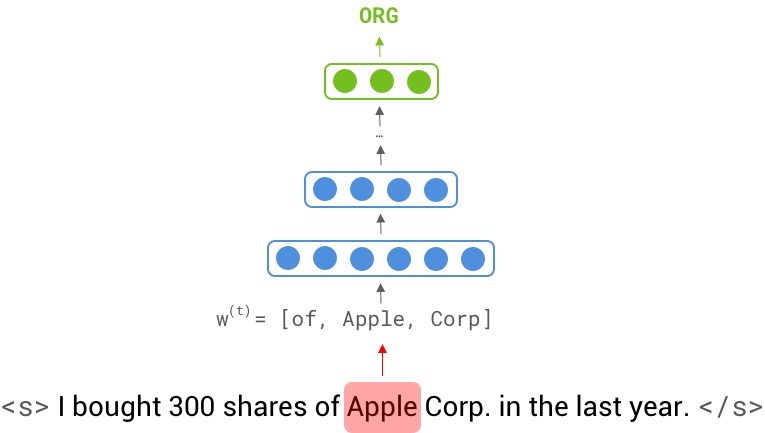 ORG
…
w(t)= [of, Apple, Corp]
<s> I bought 300 shares of Apple Corp. in the last year. </s>